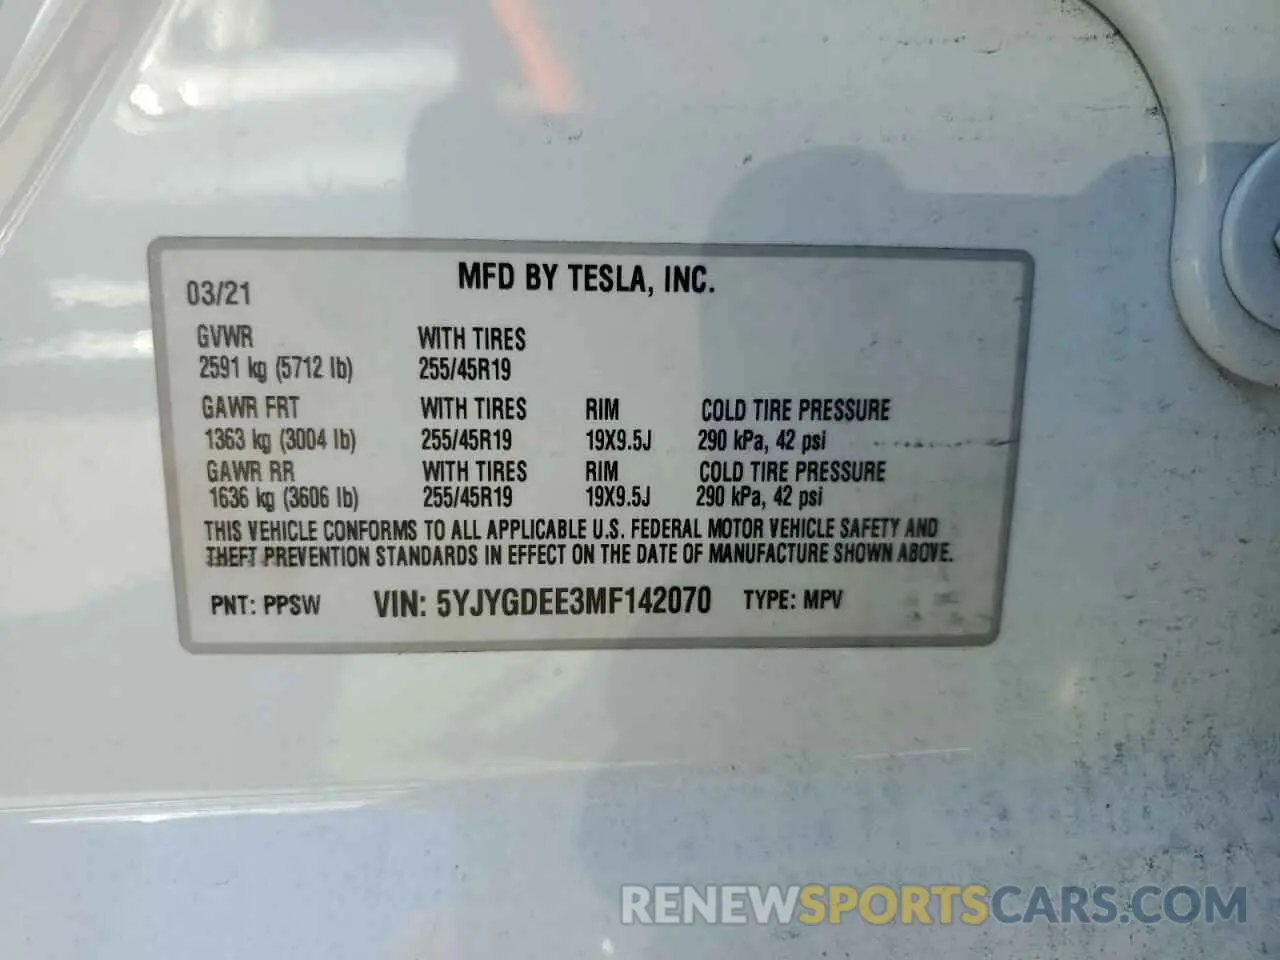 MFD BY TESLA, INC.
03/21
GVWR WITH TIRES
2591 kg (5712 lb) 255/45R19
GAWR FRT WITH TIRES RIM COLD TIRE PRESSURE
1363 kg (3004 lb) 255/45R19 19X9.5J 290 kPa, 42 psi
GAWR RR WITH TIRES RIM COLD TIRE PRESSURE
1636 kg (3606 lb) 255/45R19 19X9.5J 290 kPa, 42 psi
THIS VEHICLE CONFORMS TO ALL APPLICABLE U.S. FEDERAL MOTOR VEHICLE SAFETY AND
THEFT PREVENTION STANDARDS IN EFFECT ON THE DATE OF MANUFACTURE SHOWN ABOVE.
PNT: PPSW VIN: 5YJYGDEE3MF142070 TYPE: MPV
RENEWSPORTSCARS.COM